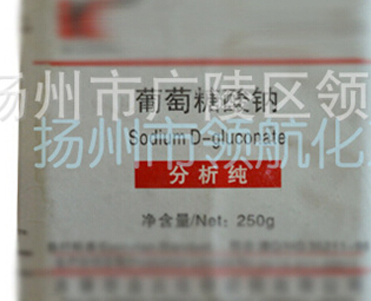 扬州市广陵区领
葡萄糖酸钠
Sodium D-gluconate
扬州市领航化
分析纯
净含量/Net: 250g